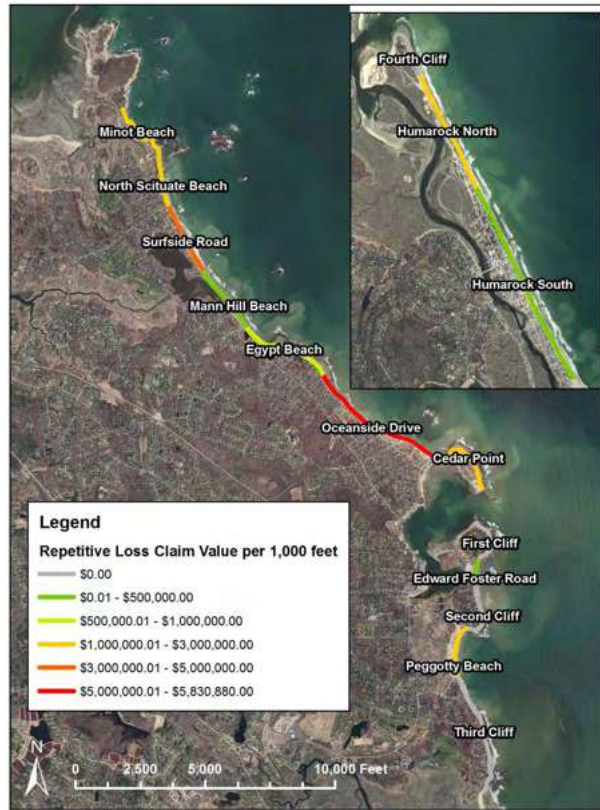 Fourth Cliff
Humarock North
Humarock South
Minot Beach
North Scituate Beach
Surfside Road
Mann Hill Beach
Egypt Beach
Oceanside Drive
Cedar Point
First Cliff
Edward Foster Road
Second Cliff
Peggotty Beach
Third Cliff
Legend
Repetitive Loss Claim Value per 1,000 feet
$0.00
$0.01 - $500,000.00
$500,000.01 - $1,000,000.00
$1,000,000.01 - $3,000,000.00
$3,000,000.01 - $5,000,000.00
$5,000,000.01 - $5,830,880.00
N
0 2,500 5,000 10,000 Feet